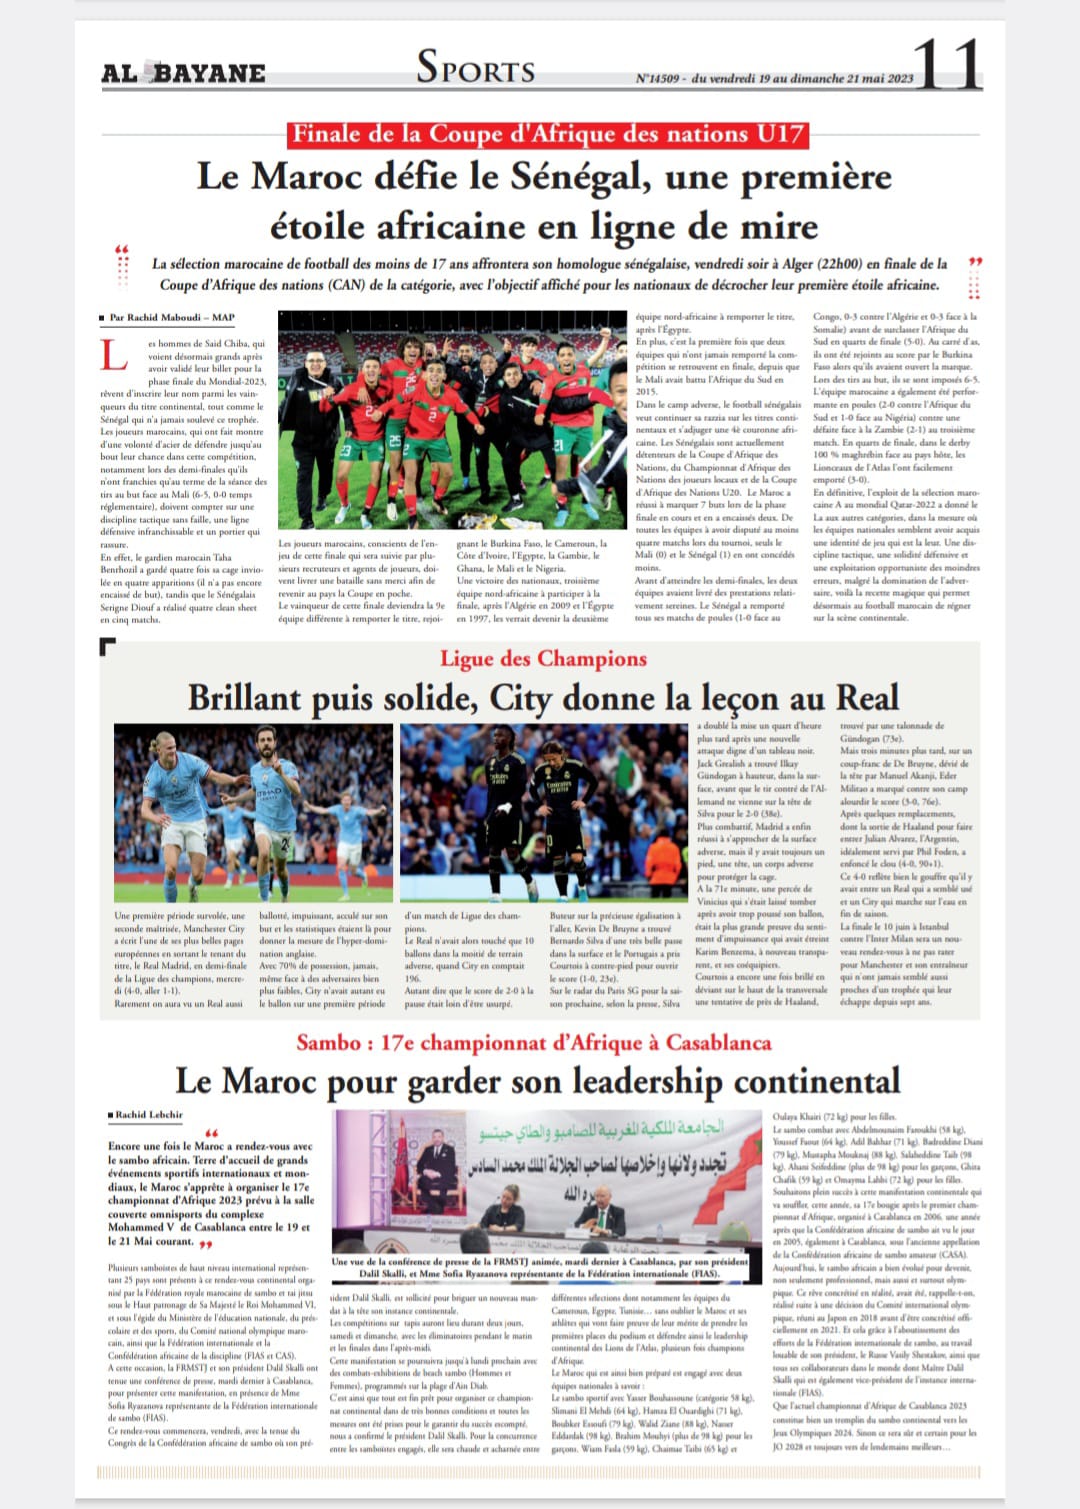 AL BAYANE
SPORTS
N°14509 - du vendredi 19 au dimanche 21 mai 2023
11
Finale de la Coupe d'Afrique des nations U17
Le Maroc défie le Sénégal, une première
étoile africaine en ligne de mire
La sélection marocaine de football des moins de 17 ans affrontera son homologue sénégalaise, vendredi soir à Alger (22h00) en finale de la
Coupe d'Afrique des nations (CAN) de la catégorie, avec l'objectif affiché pour les nationaux de décrocher leur première étoile africaine.
Par Rachid Maboudi – MAP
Les hommes de Said Chiba, qui
voient désormais grands après
avoir validé leur billet pour la
phase finale du Mondial-2023,
rêvent d'inscrire leur nom parmi les vain-
queurs du titre continental, tout comme le
Sénégal qui n'a jamais soulevé ce trophée.
Les joueurs marocains, qui ont fait montre
d'une volonté d'acier de défendre jusqu'au
bout leur chance dans cette compétition,
notamment lors des demi-finales qu'ils
n'ont franchies qu'au terme de la séance des
tirs au but face au Mali (6-5, 0-0 temps
réglementaire), doivent compter sur une
discipline tactique sans faille, une ligne
défensive infranchissable et un portier qui
rassure.
En effet, le gardien marocain Taha
Benrhozil a gardé quatre fois sa cage invio-
lée en quatre apparitions (il n'a pas encore
encaissé de but), tandis que le Sénégalais
Serigne Diouf a réalisé quatre clean sheet
en cinq matchs.
Les joueurs marocains, conscients de l'en-
jeu de cette finale qui sera suivie par plu-
sieurs recruteurs et agents de joueurs, doi-
vent livrer une bataille sans merci afin de
revenir au pays la Coupe en poche.
Le vainqueur de cette finale deviendra la 9e
équipe différente à remporter le titre, rejoi-
gnant le Burkina Faso, le Cameroun, la
Côte d'Ivoire, l'Egypte, la Gambie, le
Ghana, le Mali et le Nigeria.
Une victoire des nationaux, troisième
équipe nord-africaine à participer à la
finale, après l'Algérie en 2009 et l'Égypte
en 1997, les verrait devenir la deuxième
équipe nord-africaine à remporter le titre,
après l'Égypte.
En plus, c'est la première fois que deux
équipes qui n'ont jamais remporté la com-
pétition se retrouvent en finale, depuis que
le Mali avait battu l'Afrique du Sud en
2015.
Dans le camp adverse, le football sénégalais
veut continuer sa razzia sur les titres conti-
nentaux et s'adjuger une 4è couronne afri-
caine. Les Sénégalais sont actuellement
détenteurs de la Coupe d'Afrique des
Nations, du Championnat d'Afrique des
Nations des joueurs locaux et de la Coupe
d'Afrique des Nations U20. Le Maroc a
réussi à marquer 7 buts lors de la phase
finale en cours et en a encaissés deux. De
toutes les équipes à avoir disputé au moins
quatre matchs lors du tournoi, seuls le
Mali (0) et le Sénégal (1) en ont concédés
moins.
Avant d'atteindre les demi-finales, les deux
équipes avaient livré des prestations relati-
vement sereines. Le Sénégal a remporté
tous ses matchs de poules (1-0 face au
Congo, 0-3 contre l'Algérie et 0-3 face à la
Somalie) avant de surclasser l'Afrique du
Sud en quarts de finale (5-0). Au carré d'as,
ils ont été rejoints au score par le Burkina
Faso alors qu'ils avaient ouvert la marque.
Lors des tirs au but, ils se sont imposés 6-5.
L'équipe marocaine a également été perfor-
mante en poules (2-0 contre l'Afrique du
Sud et 1-0 face au Nigéria) contre une
défaite face à la Zambie (2-1) au troisième
match. En quarts de finale, dans le derby
100 % maghrébin face au pays hôte, les
Lionceaux de l'Atlas l'ont facilement
emporté (3-0).
En définitive, l'exploit de la sélection maro-
caine A au mondial Qatar-2022 a donné le
La aux autres catégories, dans la mesure où
les équipes nationales semblent avoir acquis
une identité de jeu qui est la leur. Une dis-
cipline tactique, une solidité défensive et
une exploitation opportuniste des moindres
erreurs, malgré la domination de l'adver-
saire, voilà la recette magique qui permet
désormais au football marocain de régner
sur la scène continentale.
Ligue des Champions
Brillant puis solide, City donne la leçon au Real
Une première période survolée, une
seconde maîtrisée, Manchester City
a écrit l'une de ses plus belles pages
européennes en sortant le tenant du
titre, le Real Madrid, en demi-finale
de la Ligue des champions, mercre-
di (4-0, aller 1-1).
Rarement on aura vu un Real aussi
ballotté, impuissant, acculé sur son
but et les statistiques étaient là pour
donner la mesure de l'hyper-domi-
nation anglaise.
Avec 70% de possession, jamais,
même face à des adversaires bien
plus faibles, City n'avait autant eu
le ballon sur une première période
d'un match de Ligue des cham-
pions.
Le Real n'avait alors touché que 10
ballons dans la moitié de terrain
adverse, quand City en comptait
196.
Autant dire que le score de 2-0 à la
pause était loin d'être usurpé.
Buteur sur la précieuse égalisation à
l'aller, Kevin De Bruyne a trouvé
Bernardo Silva d'une très belle passe
dans la surface et le Portugais a pris
Courtois à contre-pied pour ouvrir
le score (1-0, 23e).
Sur le radar du Paris SG pour la sai-
son prochaine, selon la presse, Silva
a doublé la mise un quart d'heure
plus tard après une nouvelle
attaque digne d'un tableau noir.
Jack Grealish a trouvé Ilkay
Gündogan à hauteur, dans la sur-
face, avant que le tir contré de l'Al-
lemand ne vienne sur la tête de
Silva pour le 2-0 (38e).
Plus combattif, Madrid a enfin
réussi à s'approcher de la surface
adverse, mais il y avait toujours un
pied, une tête, un corps adverse
pour protéger la cage.
A la 71e minute, une percée de
Vinicius qui s'était laissé tomber
après avoir trop poussé son ballon,
était la plus grande preuve du senti-
ment d'impuissance qui avait étreint
Karim Benzema, à nouveau transpa-
rent, et ses coéquipiers.
Courtois a encore une fois brillé en
déviant sur le haut de la transversale
une tentative de près de Haaland,
trouvé par une talonnade de
Gündogan (73e).
Mais trois minutes plus tard, sur un
coup-franc de De Bruyne, dévié de
la tête par Manuel Akanji, Eder
Militao a marqué contre son camp
alourdir le score (3-0, 76e).
Après quelques remplacements,
dont la sortie de Haaland pour faire
entrer Julian Alvarez, l'Argentin,
idéalement servi par Phil Foden, a
enfoncé le clou (4-0, 90+1).
Ce 4-0 reflète bien le gouffre qu'il y
avait entre un Real qui a semblé usé
et un City qui marche sur l'eau en
fin de saison.
La finale le 10 juin à Istanbul
contre l'Inter Milan sera un nou-
veau rendez-vous à ne pas rater
pour Manchester et son entraîneur
qui n'ont jamais semblé aussi
proches d'un trophée qui leur
échappe depuis sept ans.
Sambo : 17e championnat d'Afrique à Casablanca
Le Maroc pour garder son leadership continental
Rachid Lebchir
Encore une fois le Maroc a rendez-vous avec
le sambo africain. Terre d'accueil de grands
événements sportifs internationaux et mon-
diaux, le Maroc s'apprête à organiser le 17e
championnat d'Afrique 2023 prévu à la salle
couverte omnisports du complexe
Mohammed V de Casablanca entre le 19 et
le 21 Mai courant.
Plusieurs sambistes de haut niveau international représen-
tant 25 pays sont présents à ce rendez-vous continental orga-
nisé par la Fédération royale marocaine de sambo et tai jitsu
sous le Haut patronage de Sa Majesté le Roi Mohammed VI,
et sous l'égide du Ministère de l'éducation nationale, du prés-
colaire et des sports, du Comité national olympique maro-
cain, ainsi que la Fédération internationale et la
Confédération africaine de la discipline (FIAS et CAS).
A cette occasion, la FRMSTJ et son président Dalil Skalli ont
tenue une conférence de presse, mardi dernier à Casablanca,
pour présenter cette manifestation, en présence de Mme
Sofia Ryazanova représentante de la Fédération internationale
de sambo (FIAS).
Ce rendez-vous commencera, vendredi, avec la tenue du
Congrès de la Confédération africaine de sambo où son pré-
الجامعة الملكية المغربية للصامبو والطاي جيتسو
تجدد ولائها وإخلاصها لصاحب الجلالة الملك محمد السادس
الله
Une vue de la conférence de presse de la FRMSTJ animée, mardi dernier à Casablanca, par son président
Dalil Skalli, et Mme Sofia Ryazanova représentante de la Fédération internationale (FIAS).
sident Dalil Skalli, est sollicité pour briguer un nouveau man-
dat à la tête son instance continentale.
Les compétitions sur tapis auront lieu durant deux jours,
samedi et dimanche, avec les éliminatoires pendant le matin
et les finales dans l'après-midi.
Cette manifestation se poursuivra jusqu'à lundi prochain avec
des combats-exhibitions de beach sambo (Hommes et
Femmes), programmés sur la plage d'Ain Diab.
C'est ainsi que tout est fin prêt pour organiser ce champion-
nat continental dans de très bonnes conditions et toutes les
mesures ont été prises pour le garantir du succès escompté,
nous a confirmé le président Dalil Skalli. Pour la concurrence
entre les sambistes engagés, elle sera chaude et acharnée entre
différentes sélections dont notamment les équipes du
Cameroun, Egypte, Tunisie... sans oublier le Maroc et ses
athlètes qui vont faire preuve de leur mérite de prendre les
premières places du podium et défendre ainsi le leadership
continental des Lions de l'Atlas, plusieurs fois champions
d'Afrique.
Le Maroc qui est ainsi bien préparé est engagé avec deux
équipes nationales à savoir :
Le sambo sportif avec Yasser Bouhassoune (catégorie 58 kg),
Slimani El Mehdi (64 kg), Hamza El Ouardighi (71 kg),
Boubker Essoufi (79 kg), Walid Ziane (88 kg), Nasser
Eddardak (98 kg), Brahim Mouhyi (plus de 98 kg) pour les
garçons, Wiam Fasla (59 kg), Chaimae Taibi (65 kg) et
Oulaya Khairi (72 kg) pour les filles.
Le sambo combat avec Abdelmounaim Faroukhi (58 kg),
Youssef Faour (64 kg), Adil Bahhar (71 kg), Badreddine Diani
(79 kg), Mustapha Mouknaj (88 kg), Salaheddine Taib (98
kg), Ahani Seifeddine (plus de 98 kg) pour les garçons, Ghita
Chafik (59 kg) et Omayma Lahbi (72 kg) pour les filles.
Souhaitons plein succès à cette manifestation continentale qui
va souffler, cette année, sa 17e bougie après le premier cham-
pionnat d'Afrique, organisé à Casablanca en 2006, une année
après que la Confédération africaine de sambo ait vu le jour
en 2005, également à Casablanca, sous l'ancienne appellation
de la Confédération africaine de sambo amateur (CASA).
Aujourd'hui, le sambo africain a bien évolué pour devenir,
non seulement professionnel, mais aussi et surtout olym-
pique. Ce rêve concrétisé en réalité, avait été, rappelle-t-on,
réalisé suite à une décision du Comité international olym-
pique, réuni au Japon en 2018 avant d'être concrétisé offi-
ciellement en 2021. Et cela grâce à l'aboutissement des
efforts de la Fédération internationale de sambo, au travail
louable de son président, le Russe Vasily Shestakov, ainsi que
tous ses collaborateurs dans le monde dont Maître Dalil
Skalli qui est également vice-président de l'instance interna-
tionale (FIAS).
Que l'actuel championnat d'Afrique de Casablanca 2023
constitue bien un tremplin du sambo continental vers les
Jeux Olympiques 2024. Sinon ce sera sûr et certain pour les
JO 2028 et toujours vers de lendemains meilleurs...